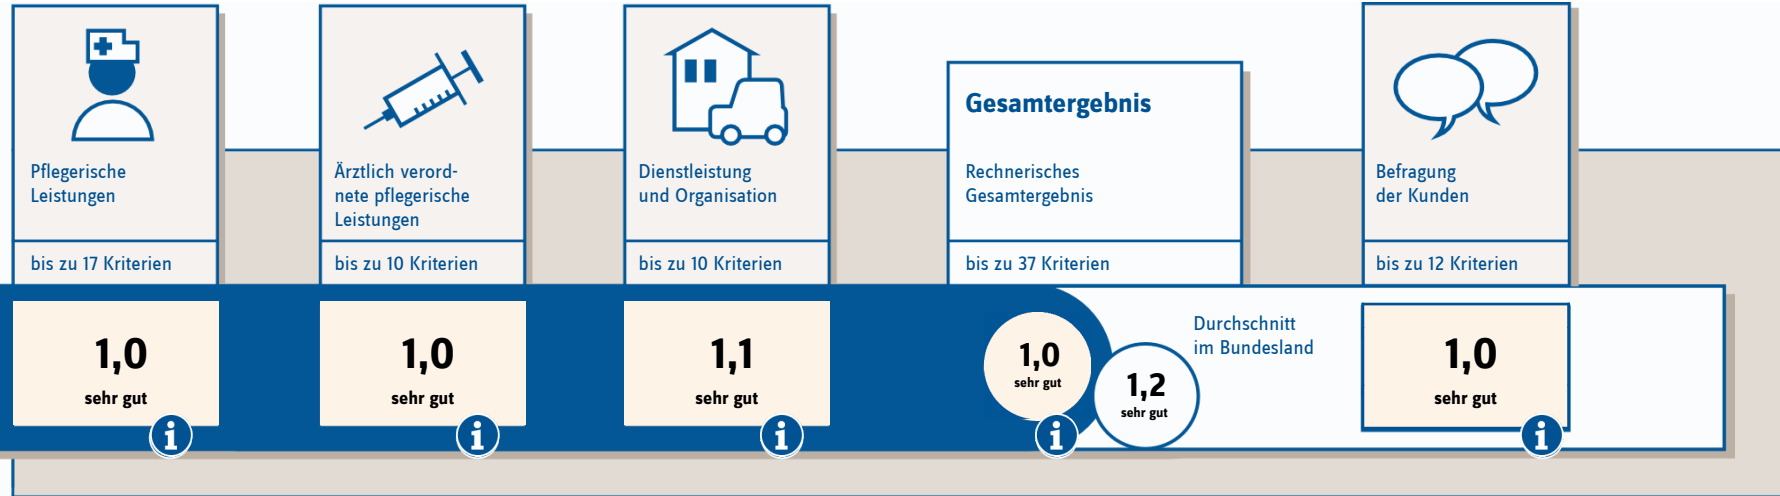 Pflegerische
Leistungen
bis zu 17 Kriterien
1,0
sehr gut
Ärztlich verord-
nete pflegerische
Leistungen
bis zu 10 Kriterien
1,0
sehr gut
Dienstleistung
und Organisation
bis zu 10 Kriterien
1,1
sehr gut
Gesamtergebnis
Rechnerisches
Gesamtergebnis
bis zu 37 Kriterien
1,0
sehr gut
1,2
sehr gut
Durchschnitt
im Bundesland
Befragung
der Kunden
bis zu 12 Kriterien
1,0
sehr gut